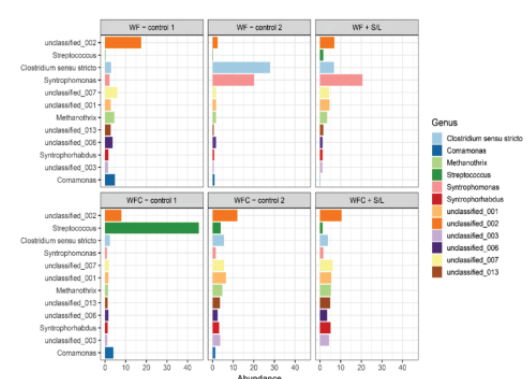 WF − control 1 WF − control 2 WF + S/L
unclassified_002
Streptococcus
Clostridium sensu stricto
Syntrophomonas
unclassified_007
unclassified_001
Methanothrix
unclassified_013
unclassified_006
Syntrophorhabdus
unclassified_003
Comamonas
WFC − control 1 WFC − control 2 WFC + S/L
unclassified_002
Streptococcus
Clostridium sensu stricto
Syntrophomonas
unclassified_007
unclassified_001
Methanothrix
unclassified_013
unclassified_006
Syntrophorhabdus
unclassified_003
Comamonas
0 10 20 30 40 0 10 20 30 40 0 10 20 30 40
Abundance
Genus
Clostridium sensu stricto
Comamonas
Methanothrix
Streptococcus
Syntrophomonas
Syntrophorhabdus
unclassified_001
unclassified_002
unclassified_003
unclassified_006
unclassified_007
unclassified_013